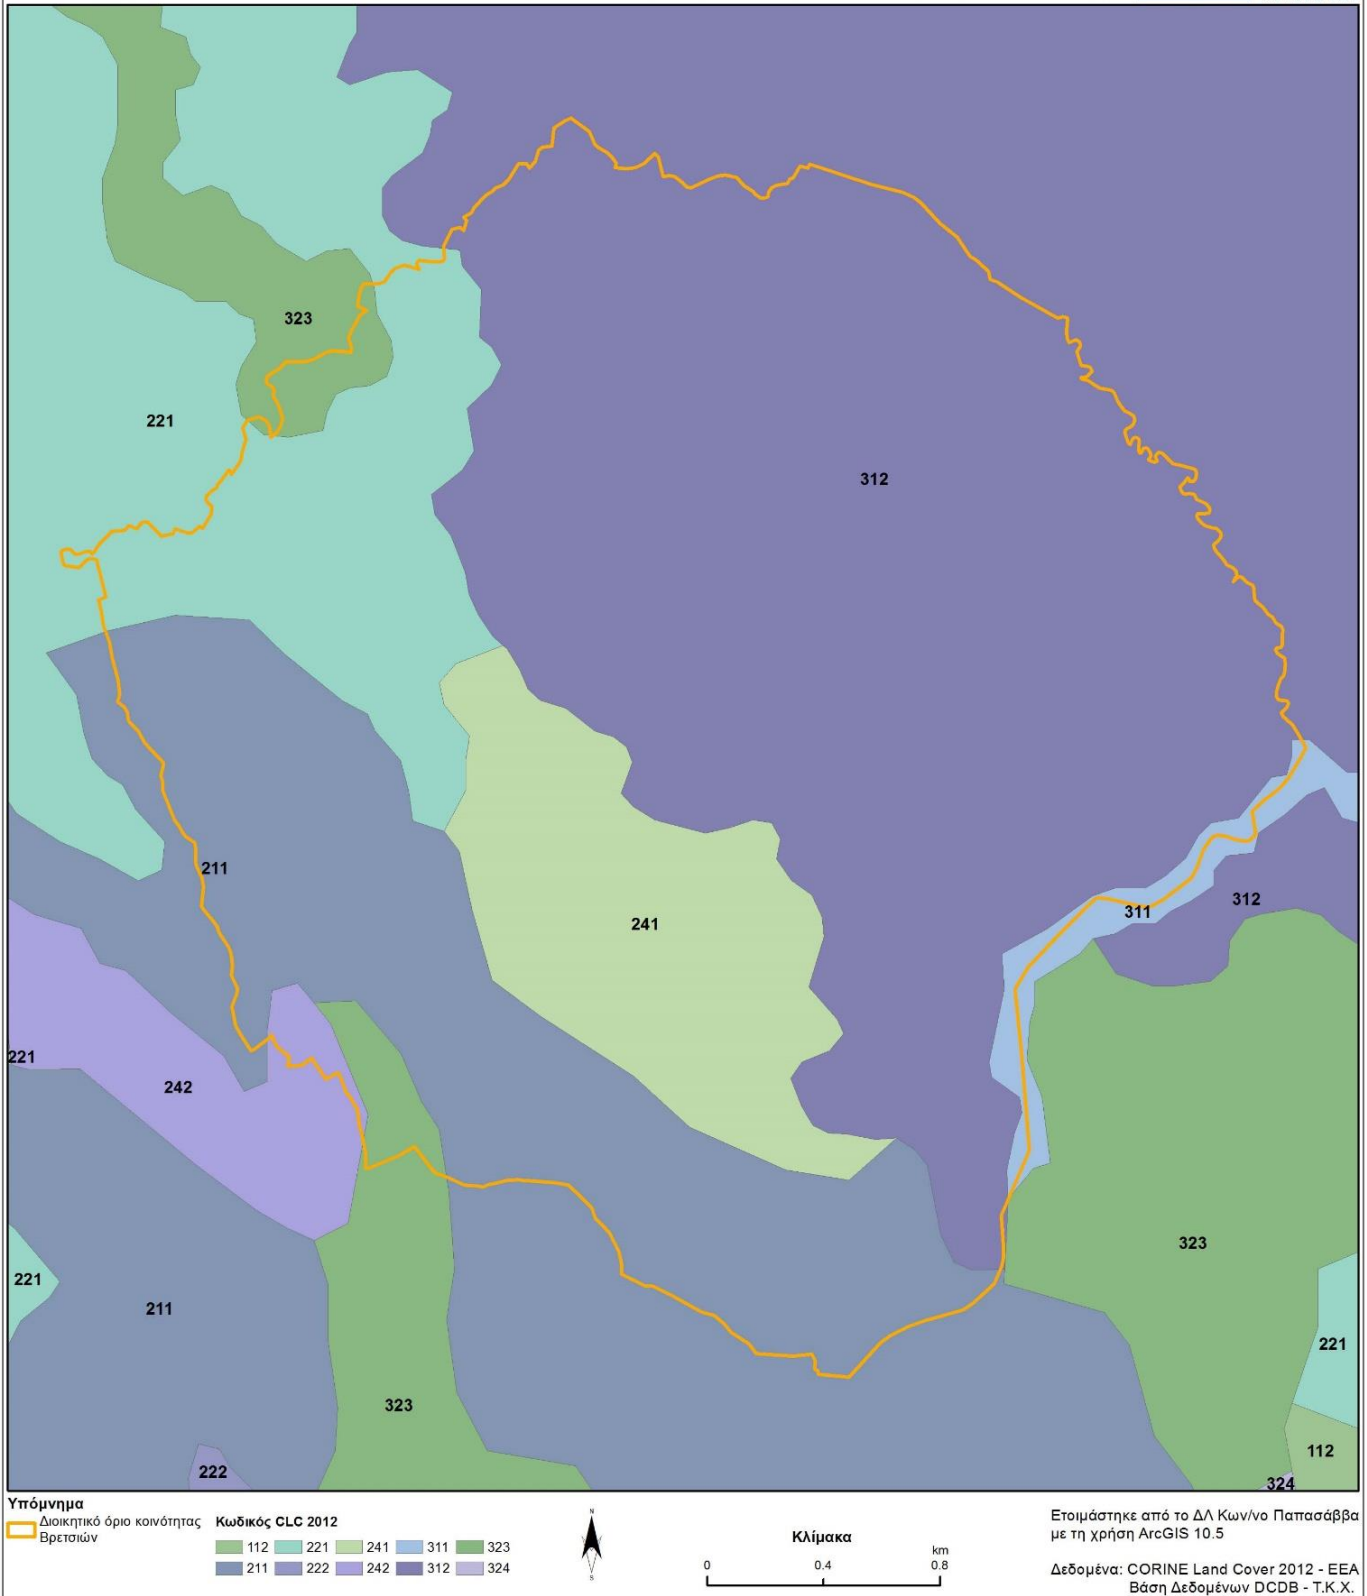 323
221
312
211
241
311
312
221
242
323
221
211
221
323
112
222
324
Υπόμνημα
Διοικητικό όριο κοινότητας
Βρετσιών
Κωδικός CLC 2012
112 221 241 311 323
211 222 242 312 324
N
S
Κλίμακα
km
0 0.4 0.8
Ετοιμάστηκε από το ΔΛ Κων/νο Παπασάββα
με τη χρήση ArcGIS 10.5
Δεδομένα: CORINE Land Cover 2012 - EEA
Βάση Δεδομένων DCDB - Τ.Κ.Χ.